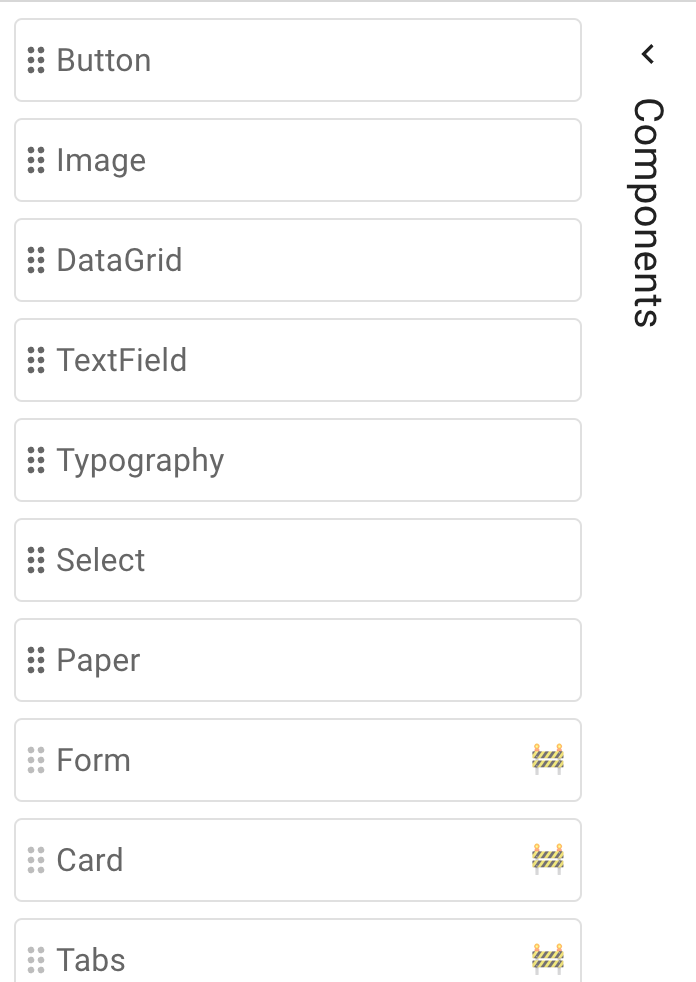 Button
Image
DataGrid
TextField
Typography
Select
Paper
Form
Card
Tabs
Components